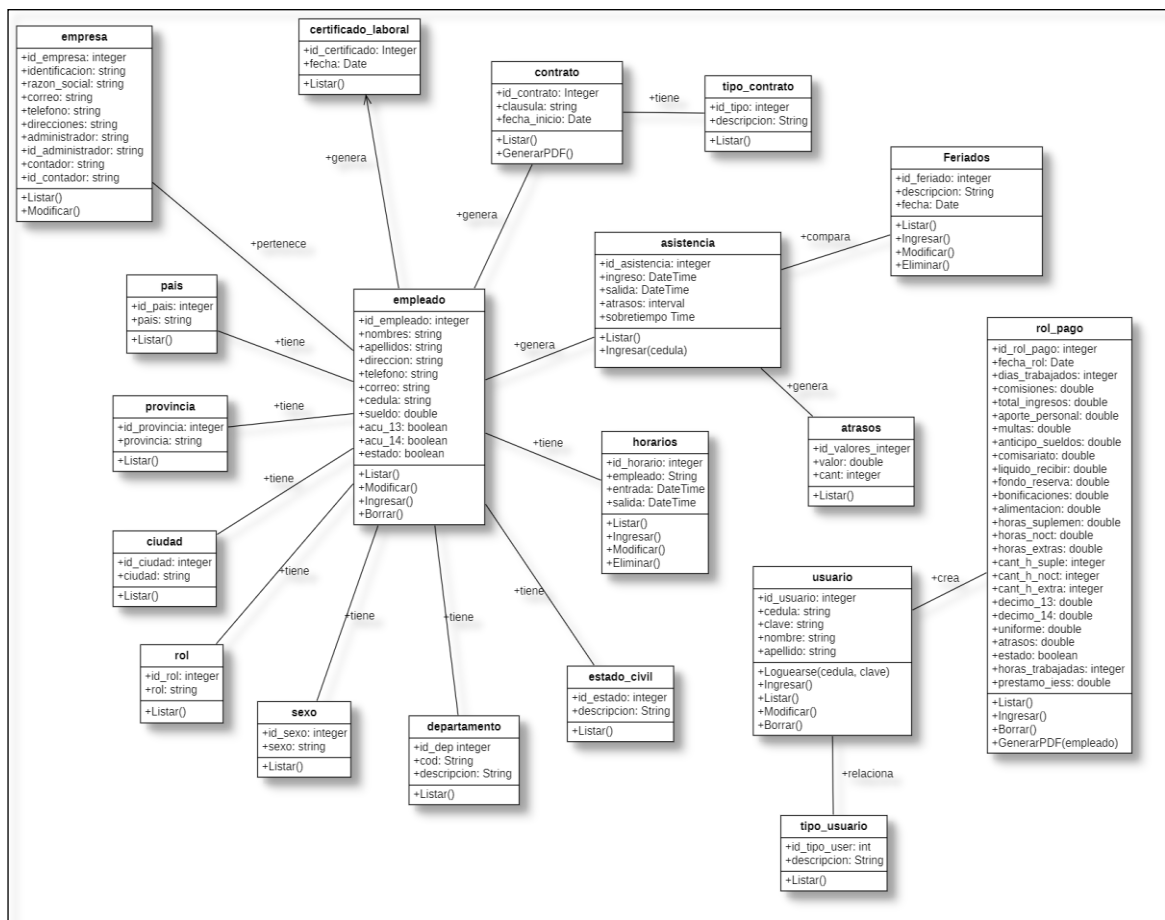 empresa
+id_empresa: integer
+identificacion: string
+razon_social: string
+correo: string
+telefono: string
+direcciones: string
+administrador: string
+id_administrador: string
+contador: string
+id_contador: string
+Listar()
+Modificar()
certificado_laboral
+id_certificado: Integer
+fecha: Date
+Listar()
+genera
contrato
+id_contrato: Integer
+clausula: string
+fecha_inicio: Date
+Listar()
+GenerarPDF()
+tiene
tipo_contrato
+id_tipo: integer
+descripcion: String
+Listar()
+genera
Feriados
+id_feriado: integer
+descripcion: String
+fecha: Date
+Listar()
+Ingresar()
+Modificar()
+Eliminar()
+compara
asistencia
+id_asistencia: integer
+ingreso: DateTime
+salida: DateTime
+atrasos: interval
+sobretiempo Time
+Listar()
+Ingresar(cedula)
+pertenece
pais
+id_pais: integer
+pais: string
+Listar()
+tiene
empleado
+id_empleado: integer
+nombres: string
+apellidos: string
+direccion: string
+telefono: string
+correo: string
+cedula: string
+sueldo: double
+acu_13: boolean
+acu_14: boolean
+estado: boolean
+Listar()
+Modificar()
+Ingresar()
+Borrar()
+genera
rol_pago
+id_rol_pago: integer
+fecha_rol: Date
+dias_trabajados: integer
+comisiones: double
+total_ingresos: double
+aporte_personal: double
+multas: double
+anticipo_sueldos: double
+comisariato: double
+liquido_recibir: double
+fondo_reserva: double
+bonificaciones: double
+alimentacion: double
+horas_suplemen: double
+horas_noct: double
+horas_extras: double
+cant_h_suple: integer
+cant_h_noct: integer
+cant_h_extra: integer
+decimo_13: double
+decimo_14: double
+uniforme: double
+atrasos: double
+estado: boolean
+horas_trabajadas: integer
+prestamo_iess: double
+Listar()
+Ingresar()
+Borrar()
+GenerarPDF(empleado)
+genera
provincia
+id_provincia: integer
+provincia: string
+Listar()
+tiene
atrasos
+id_valores_integer
+valor: double
+cant: integer
+Listar()
+tiene
horarios
+id_horario: integer
+empleado: String
+entrada: DateTime
+salida: DateTime
+Listar()
+Ingresar()
+Modificar()
+Eliminar()
+tiene
ciudad
+id_ciudad: integer
+ciudad: string
+Listar()
+tiene
usuario
+id_usuario: integer
+cedula: string
+clave: string
+nombre: string
+apellido: string
+Loguearse(cedula, clave)
+Ingresar()
+Listar()
+Modificar()
+Borrar()
+crea
+tiene
+tiene
+tiene
rol
+id_rol: integer
+rol: string
+Listar()
estado_civil
+id_estado: integer
+descripcion: String
+Listar()
sexo
+id_sexo: integer
+sexo: string
+Listar()
departamento
+id_dep integer
+cod: String
+descripcion: String
+Listar()
+relaciona
tipo_usuario
+id_tipo_user: int
+descripcion: String
+Listar()